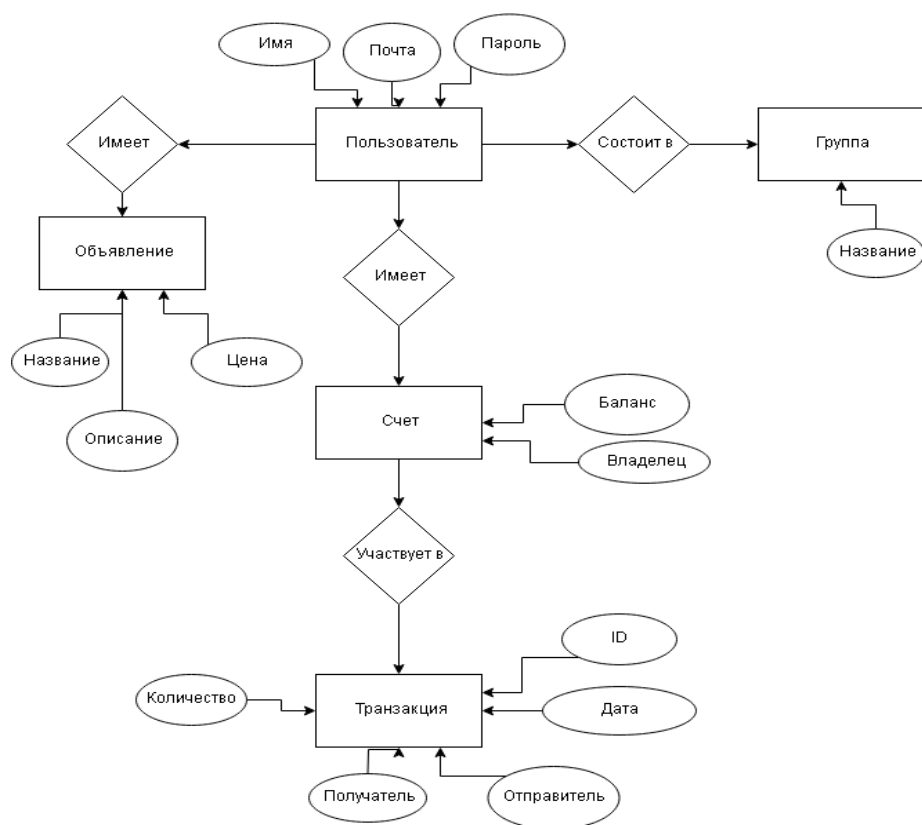 Имя
Почта
Пароль
Имеет
Пользователь
Состоит в
Группа
Объявление
Имеет
Название
Название
Цена
Описание
Счет
Баланс
Владелец
Участвует в
ID
Количество
Транзакция
Дата
Получатель
Отправитель